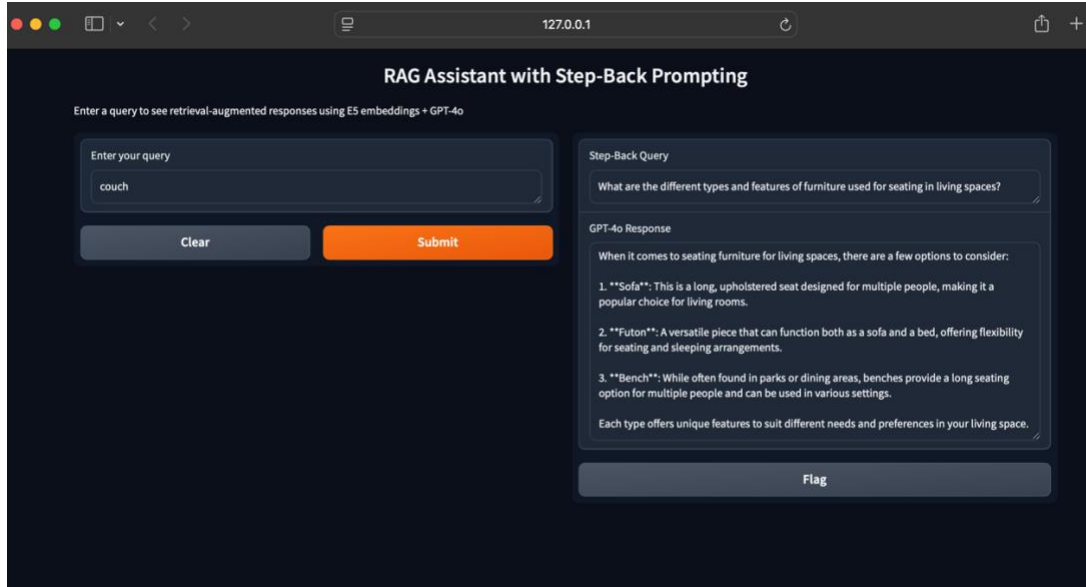 127.0.0.1
RAG Assistant with Step-Back Prompting
Enter a query to see retrieval-augmented responses using E5 embeddings + GPT-4o
Enter your query
couch
Clear
Submit
Step-Back Query
What are the different types and features of furniture used for seating in living spaces?
GPT-4o Response
When it comes to seating furniture for living spaces, there are a few options to consider:
1. **Sofa**: This is a long, upholstered seat designed for multiple people, making it a
popular choice for living rooms.
2. **Futon**: A versatile piece that can function both as a sofa and a bed, offering flexibility
for seating and sleeping arrangements.
3. **Bench**: While often found in parks or dining areas, benches provide a long seating
option for multiple people and can be used in various settings.
Each type offers unique features to suit different needs and preferences in your living space.
Flag